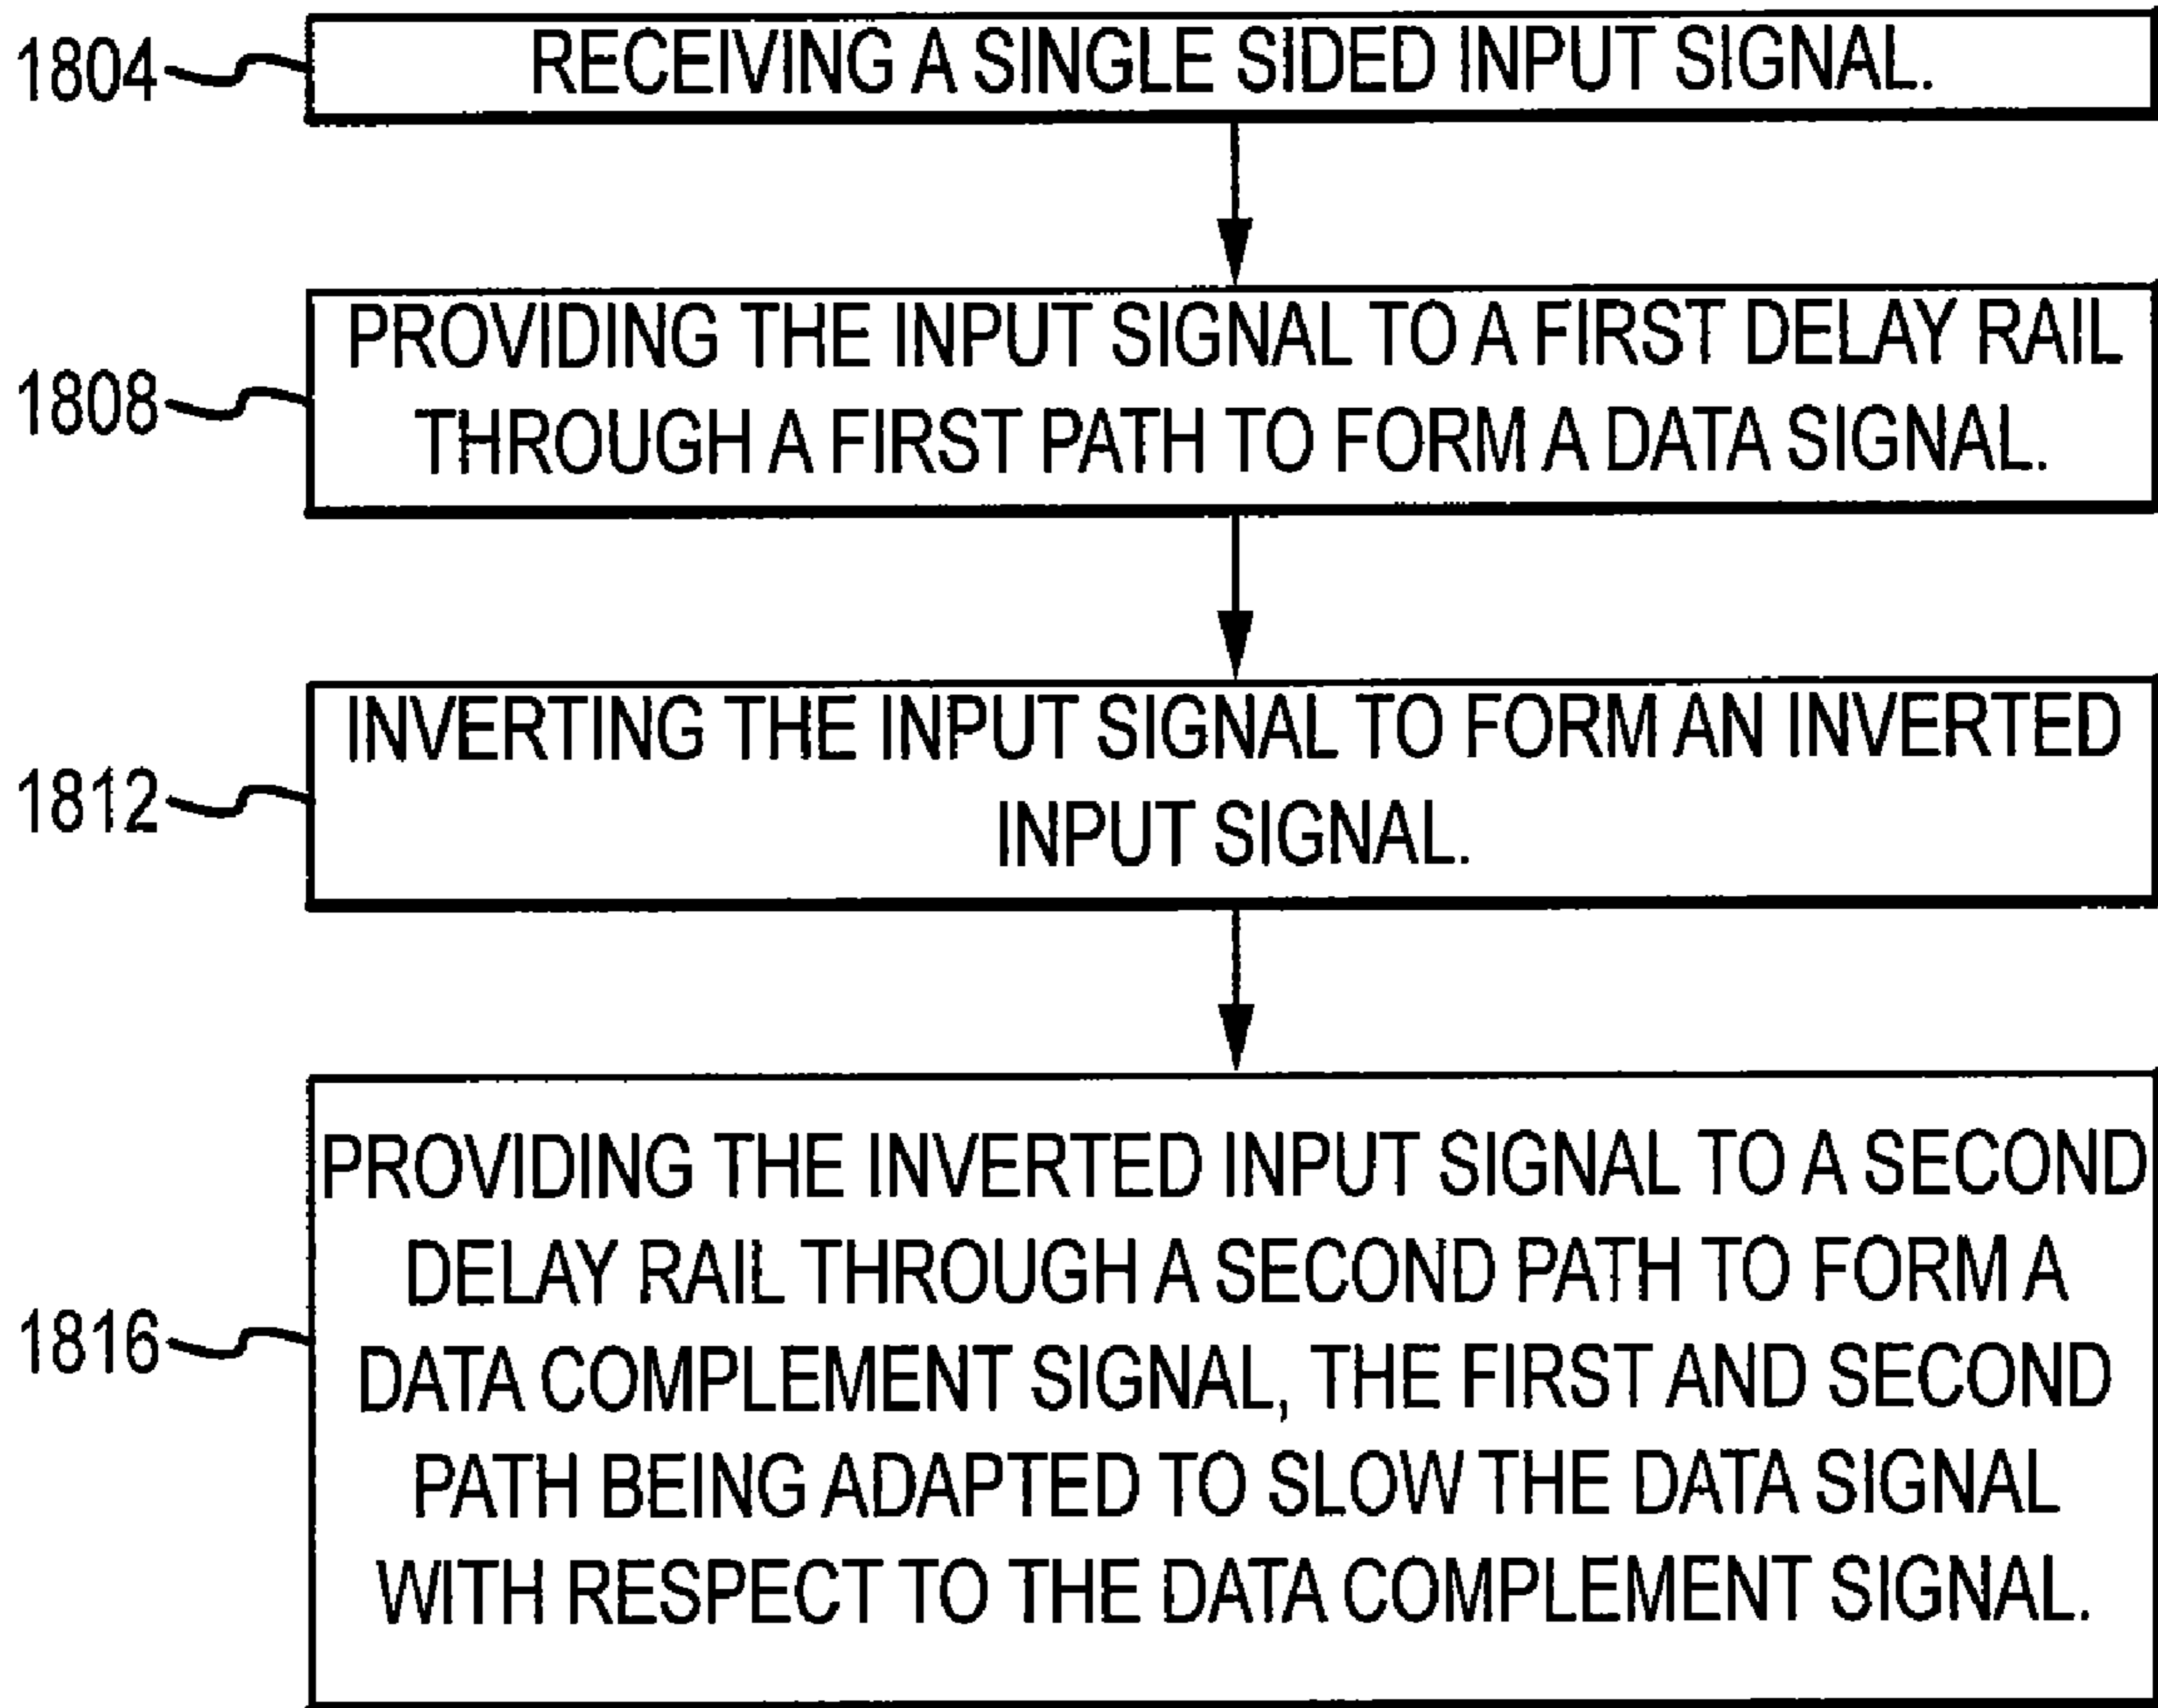 1804
RECEIVING A SINGLE SIDED INPUT SIGNAL.
1808
PROVIDING THE INPUT SIGNAL TO A FIRST DELAY RAIL
THROUGH A FIRST PATH TO FORM A DATA SIGNAL.
1812
INVERTING THE INPUT SIGNAL TO FORM AN INVERTED
INPUT SIGNAL.
1816
PROVIDING THE INVERTED INPUT SIGNAL TO A SECOND
DELAY RAIL THROUGH A SECOND PATH TO FORM A
DATA COMPLEMENT SIGNAL, THE FIRST AND SECOND
PATH BEING ADAPTED TO SLOW THE DATA SIGNAL
WITH RESPECT TO THE DATA COMPLEMENT SIGNAL.